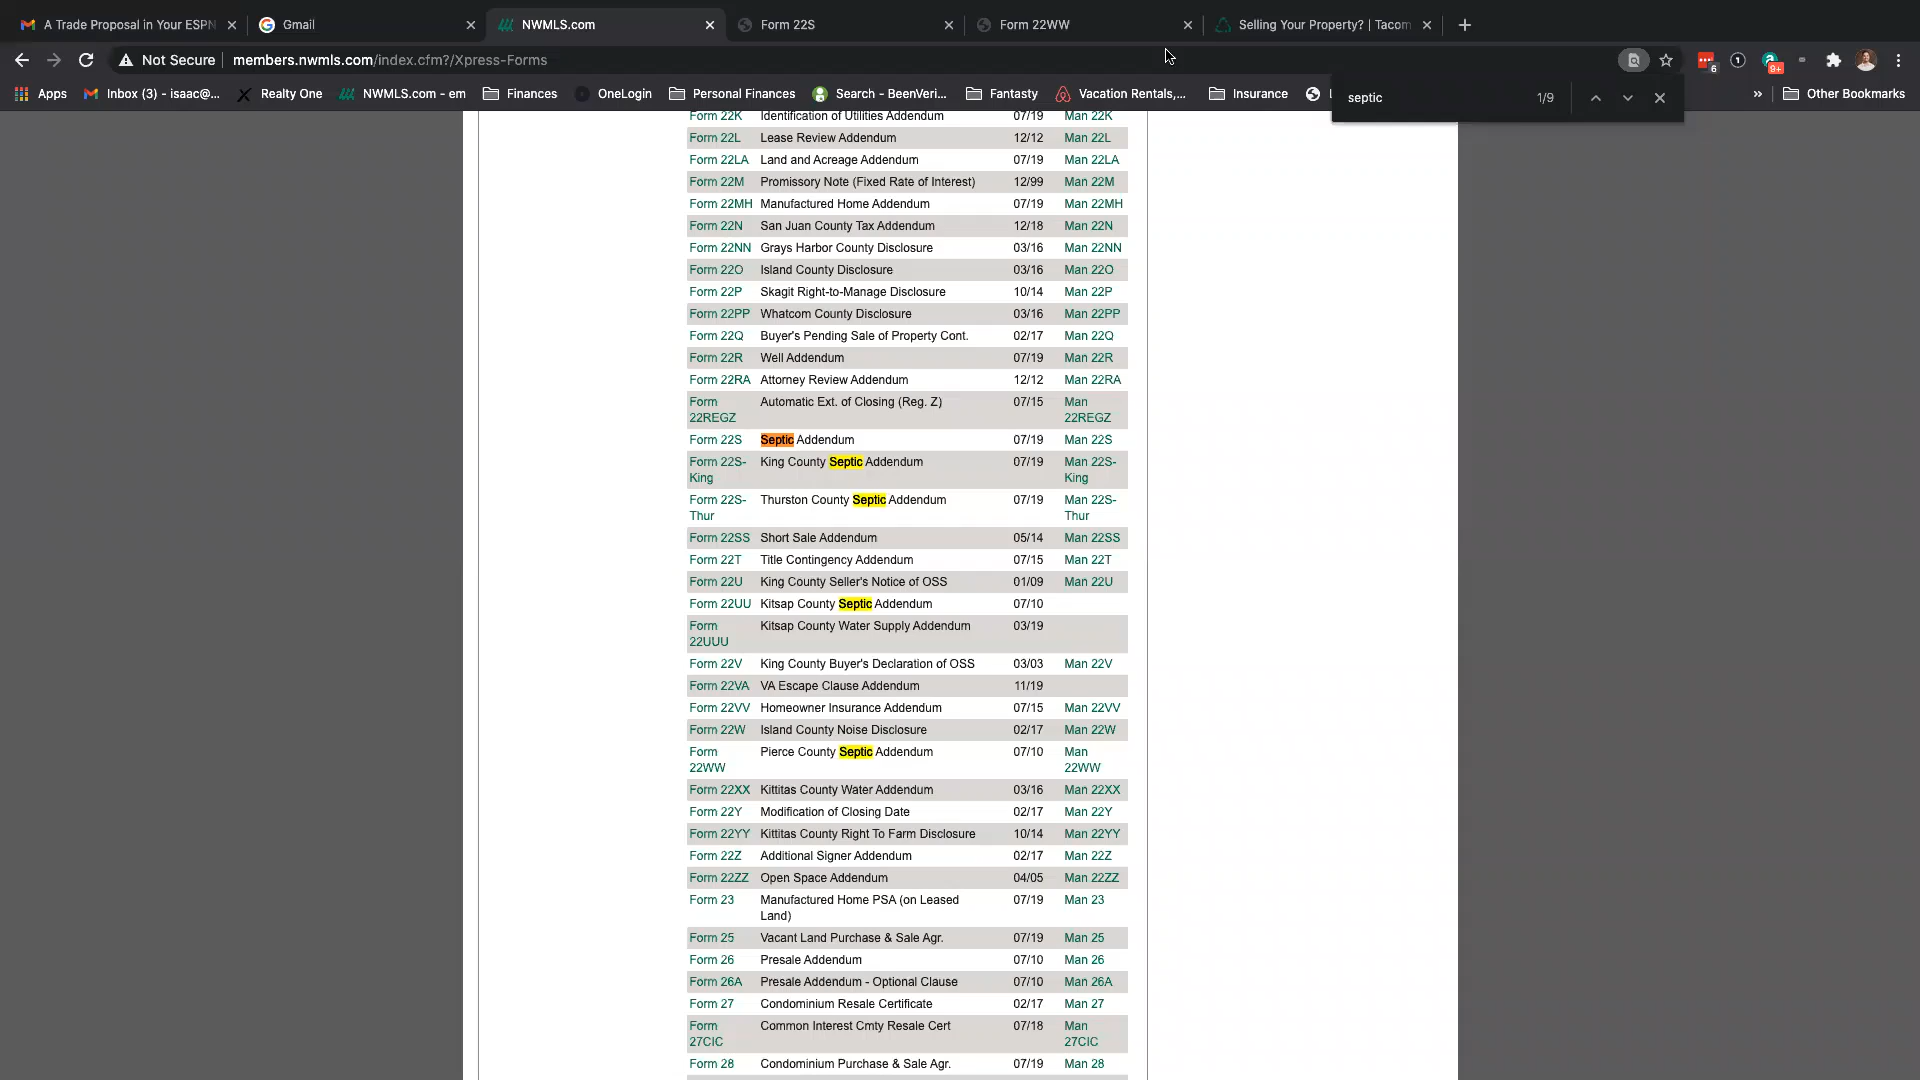 A Trade Proposal in Your ESPN
Gmail
NWMLS.com
Form 22S
Form 22WW
Selling Your Property? | Tacom
Not Secure
members.nwmls.com/index.cfm?/Xpress-Forms
6
1
9+
Apps
Inbox (3) - isaac@...
Realty One
NWMLS.com - em
Finances
OneLogin
Personal Finances
Search - BeenVeri...
Fantasty
Vacation Rentals,...
Insurance
septic
1/9
»
Other Bookmarks
Form 22K Identification of Utilities Addendum 07/19 Man 22K
Form 22L Lease Review Addendum 12/12 Man 22L
Form 22LA Land and Acreage Addendum 07/19 Man 22LA
Form 22M Promissory Note (Fixed Rate of Interest) 12/99 Man 22M
Form 22MH Manufactured Home Addendum 07/19 Man 22MH
Form 22N San Juan County Tax Addendum 12/18 Man 22N
Form 22NN Grays Harbor County Disclosure 03/16 Man 22NN
Form 22O Island County Disclosure 03/16 Man 22O
Form 22P Skagit Right-to-Manage Disclosure 10/14 Man 22P
Form 22PP Whatcom County Disclosure 03/16 Man 22PP
Form 22Q Buyer's Pending Sale of Property Cont. 02/17 Man 22Q
Form 22R Well Addendum 07/19 Man 22R
Form 22RA Attorney Review Addendum 12/12 Man 22RA
Form Automatic Ext. of Closing (Reg. Z) 07/15 Man
22REGZ 22REGZ
Form 22S Septic Addendum 07/19 Man 22S
Form 22S- King County Septic Addendum 07/19 Man 22S-
King King
Form 22S- Thurston County Septic Addendum 07/19 Man 22S-
Thur Thur
Form 22SS Short Sale Addendum 05/14 Man 22SS
Form 22T Title Contingency Addendum 07/15 Man 22T
Form 22U King County Seller's Notice of OSS 01/09 Man 22U
Form 22UU Kitsap County Septic Addendum 07/10
Form Kitsap County Water Supply Addendum 03/19
22UUU
Form 22V King County Buyer's Declaration of OSS 03/03 Man 22V
Form 22VA VA Escape Clause Addendum 11/19
Form 22VV Homeowner Insurance Addendum 07/15 Man 22VV
Form 22W Island County Noise Disclosure 02/17 Man 22W
Form Pierce County Septic Addendum 07/10 Man
22WW 22WW
Form 22XX Kittitas County Water Addendum 03/16 Man 22XX
Form 22Y Modification of Closing Date 02/17 Man 22Y
Form 22YY Kittitas County Right To Farm Disclosure 10/14 Man 22YY
Form 22Z Additional Signer Addendum 02/17 Man 22Z
Form 22ZZ Open Space Addendum 04/05 Man 22ZZ
Form 23 Manufactured Home PSA (on Leased 07/19 Man 23
Land)
Form 25 Vacant Land Purchase & Sale Agr. 07/19 Man 25
Form 26 Presale Addendum 07/10 Man 26
Form 26A Presale Addendum - Optional Clause 07/10 Man 26A
Form 27 Condominium Resale Certificate 02/17 Man 27
Form Common Interest Cmty Resale Cert 07/18 Man
27CIC 27CIC
Form 28 Condominium Purchase & Sale Agr. 07/19 Man 28